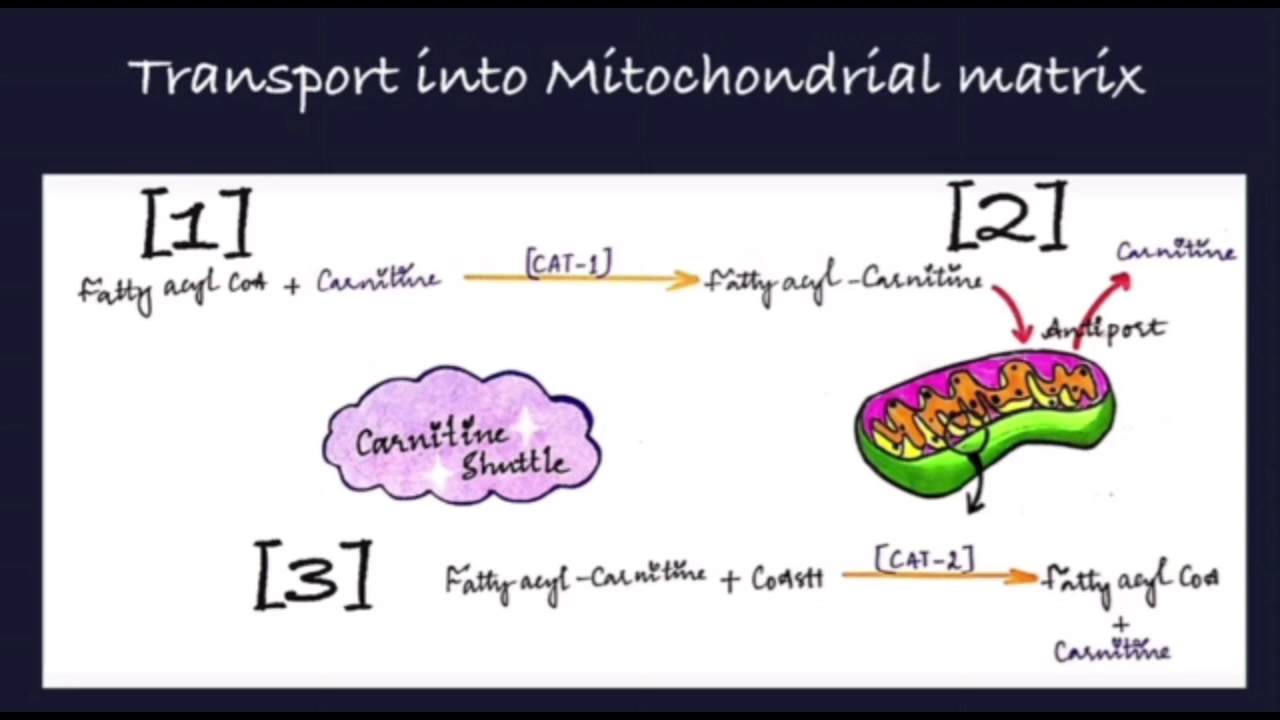 Transport into Mitochondrial matrix
[1]
Fatty acyl CoA + Carnitine
[CAT-1]
Fatty acyl-Carnitine
[2]
Carnitine
Antiport
Carnitine
Shuttle
[3]
Fatty acyl-Carnitine + CoASH
[CAT-2]
Fatty acyl CoA
+
Carnitine